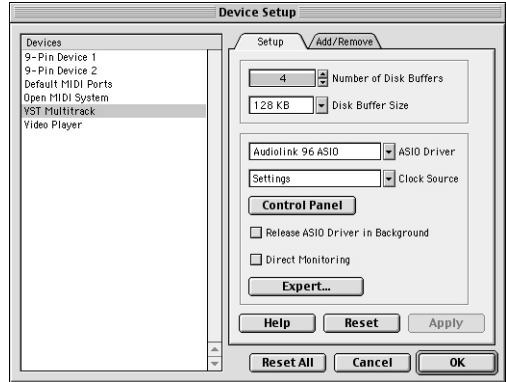 Device Setup
Devices
9-Pin Device 1
9-Pin Device 2
Default MIDI Ports
Open MIDI System
VST Multitrack
Video Player
Setup
Add/Remove
4
Number of Disk Buffers
128 KB
Disk Buffer Size
Audiolink 96 ASIO
ASIO Driver
Settings
Clock Source
Control Panel
Release ASIO Driver in Background
Direct Monitoring
Expert...
Help
Reset
Apply
Reset All
Cancel
OK